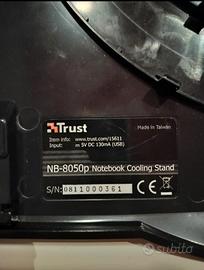 Trust
Made in Taiwan
Item info:
www.trust.com/15611
Input: ⎓ 5V DC 130mA (USB)
NB-8050p Notebook Cooling Stand
S/N: 0811000361
CE
subito